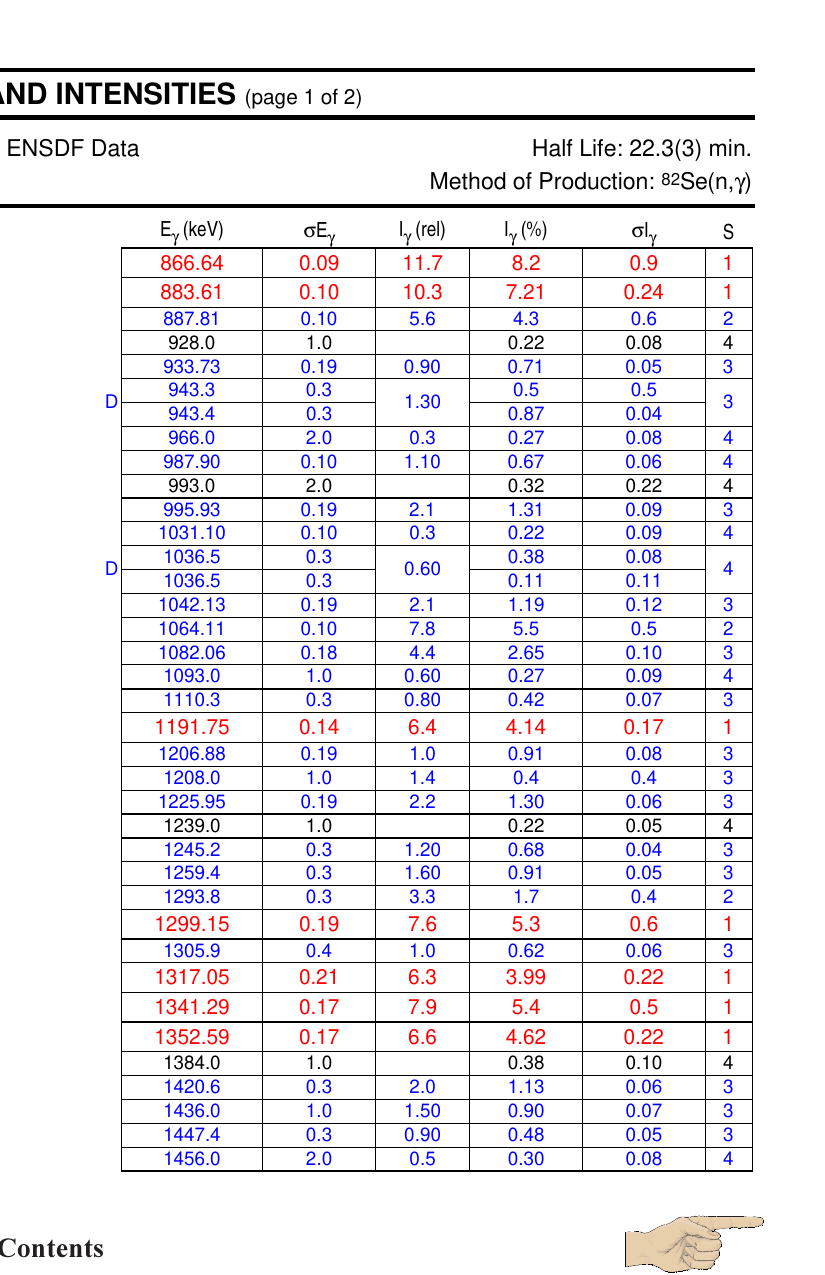 AND INTENSITIES (page 1 of 2)
ENSDF Data Half Life: 22.3(3) min.
Method of Production: 82Se(n,γ)
Eγ (keV) σEγ Iγ (rel) Iγ (%) σIγ S
866.64 0.09 11.7 8.2 0.9 1
883.61 0.10 10.3 7.21 0.24 1
887.81 0.10 5.6 4.3 0.6 2
928.0 1.0 0.22 0.08 4
933.73 0.19 0.90 0.71 0.05 3
943.3 0.3 0.5 0.5
D 1.30 3
943.4 0.3 0.87 0.04
966.0 2.0 0.3 0.27 0.08 4
987.90 0.10 1.10 0.67 0.06 4
993.0 2.0 0.32 0.22 4
995.93 0.19 2.1 1.31 0.09 3
1031.10 0.10 0.3 0.22 0.09 4
1036.5 0.3 0.38 0.08
D 0.60 4
1036.5 0.3 0.11 0.11
1042.13 0.19 2.1 1.19 0.12 3
1064.11 0.10 7.8 5.5 0.5 2
1082.06 0.18 4.4 2.65 0.10 3
1093.0 1.0 0.60 0.27 0.09 4
1110.3 0.3 0.80 0.42 0.07 3
1191.75 0.14 6.4 4.14 0.17 1
1206.88 0.19 1.0 0.91 0.08 3
1208.0 1.0 1.4 0.4 0.4 3
1225.95 0.19 2.2 1.30 0.06 3
1239.0 1.0 0.22 0.05 4
1245.2 0.3 1.20 0.68 0.04 3
1259.4 0.3 1.60 0.91 0.05 3
1293.8 0.3 3.3 1.7 0.4 2
1299.15 0.19 7.6 5.3 0.6 1
1305.9 0.4 1.0 0.62 0.06 3
1317.05 0.21 6.3 3.99 0.22 1
1341.29 0.17 7.9 5.4 0.5 1
1352.59 0.17 6.6 4.62 0.22 1
1384.0 1.0 0.38 0.10 4
1420.6 0.3 2.0 1.13 0.06 3
1436.0 1.0 1.50 0.90 0.07 3
1447.4 0.3 0.90 0.48 0.05 3
1456.0 2.0 0.5 0.30 0.08 4
Contents